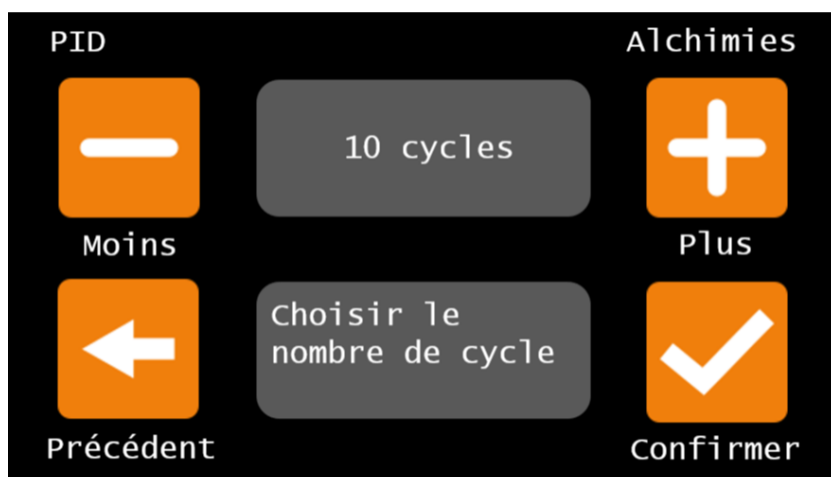 PID
Alchimies
10 cycles
Moins
Plus
Choisir le
nombre de cycle
Précédent
Confirmer